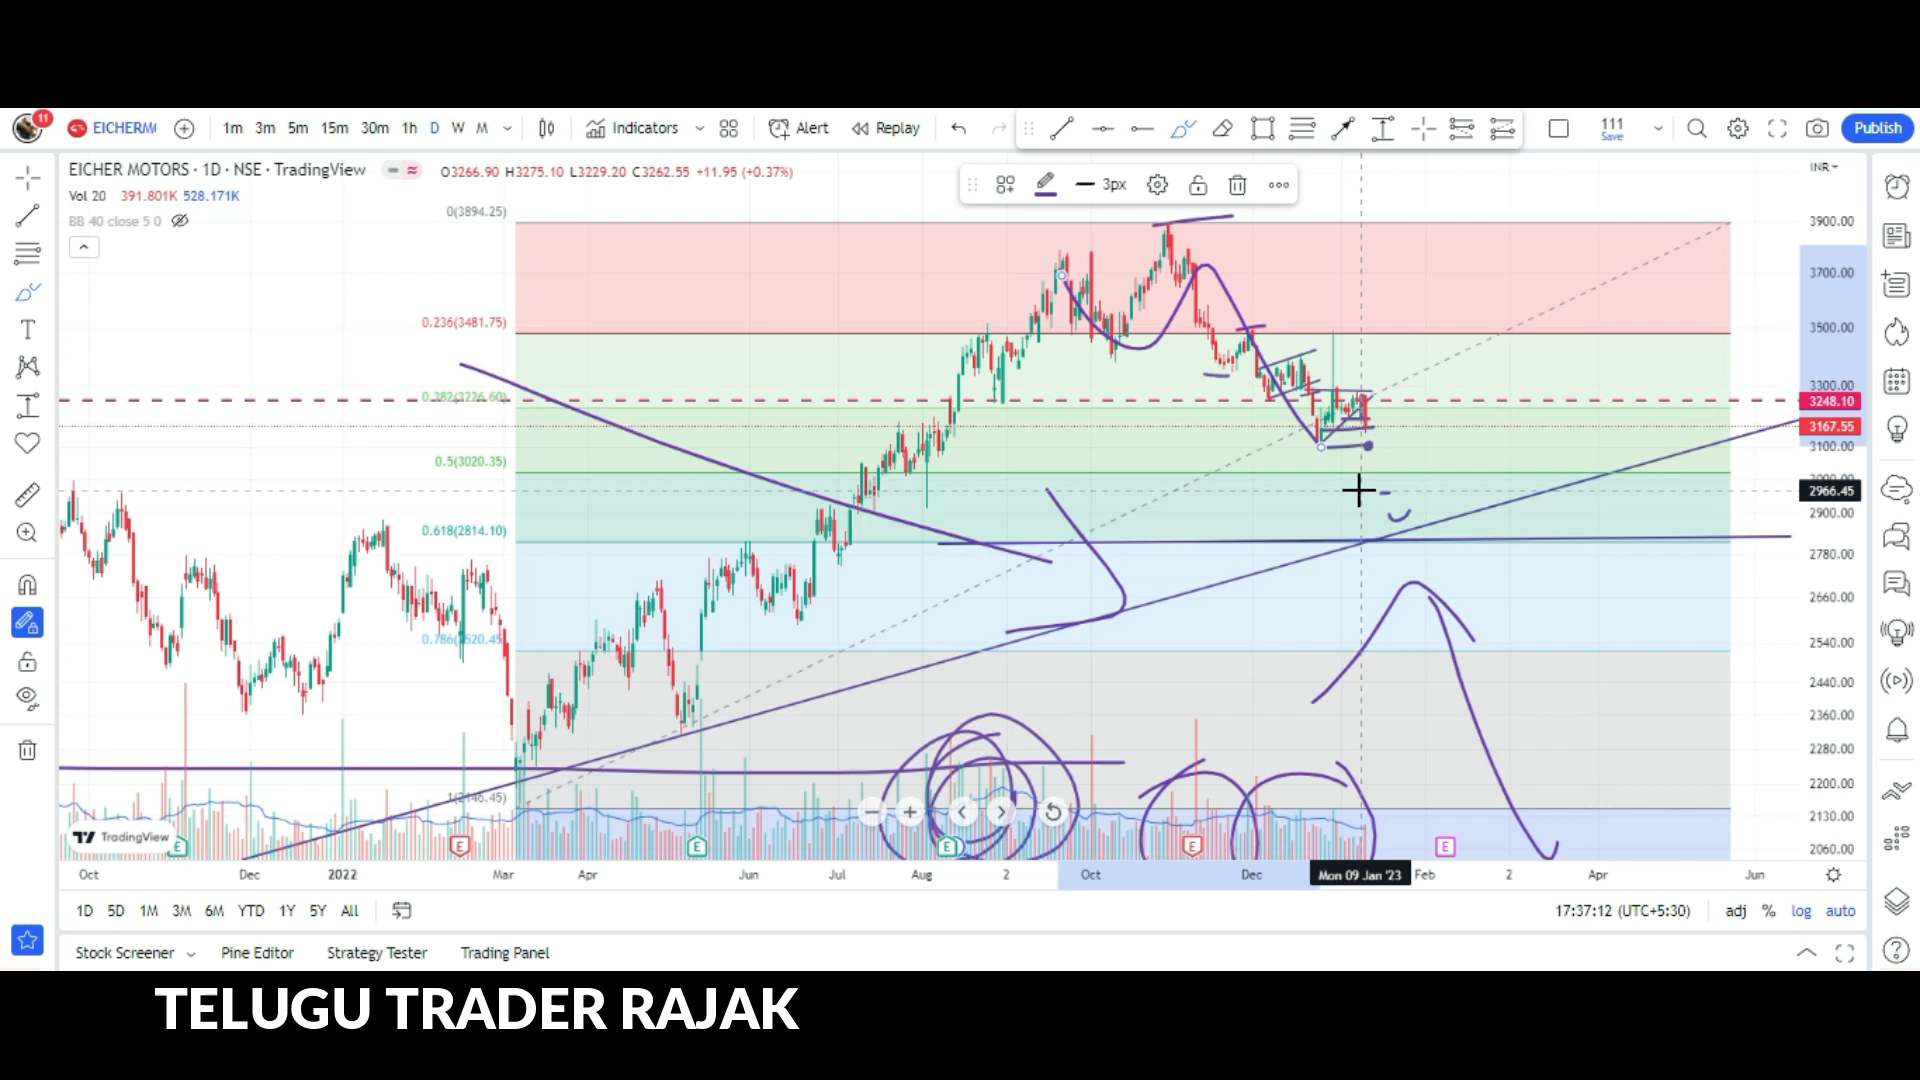 11
EICHERM
1m 3m 5m 15m 30m 1h D W M
Indicators
Alert
Replay
111
Save
Publish
EICHER MOTORS · 1D · NSE · TradingView
O3266.90 H3275.10 L3229.20 C3262.55 +11.95 (+0.37%)
3px
INR
Vol 20 391.801K 528.171K
BB 40 close 5 0
0(3894.25)
0.236(3481.75)
0.382(3226.60)
0.5(3020.35)
0.618(2814.10)
3900.00
3700.00
3500.00
3300.00
3248.10
3167.55
3100.00
2966.45
2900.00
2780.00
2660.00
2540.00
2440.00
2360.00
2280.00
2200.00
2130.00
2060.00
TradingView
E E E E E E
Oct Dec 2022 Mar Apr Jun Jul Aug 2 Oct Dec Mon 09 Jan '23 Feb 2 Apr Jun
1D 5D 1M 3M 6M YTD 1Y 5Y All
17:37:12 (UTC+5:30) adj % log auto
Stock Screener Pine Editor Strategy Tester Trading Panel
TELUGU TRADER RAJAK